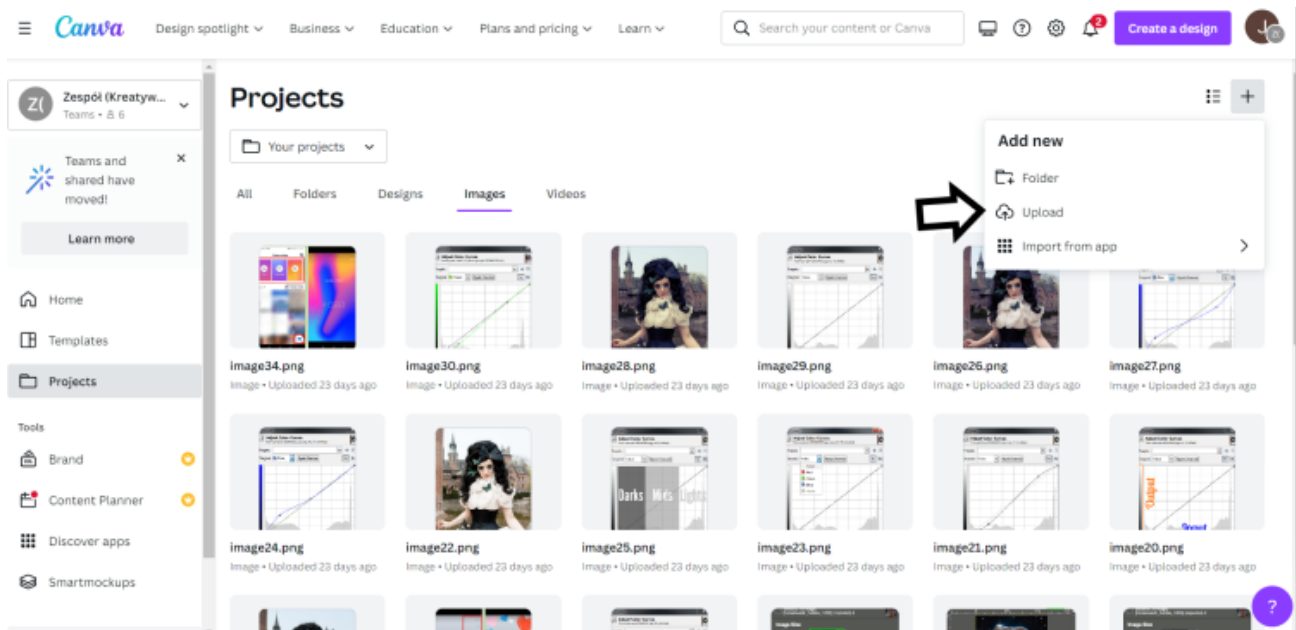 Canva
Design spotlight
Business
Education
Plans and pricing
Learn
Search your content or Canva
2
Create a design
J
Z(
Zespół (Kreatyw...
Teams • 6
Teams and
shared have
moved!
Learn more
Home
Templates
Projects
Tools
Brand
Content Planner
Discover apps
Smartmockups
Projects
Your projects
All
Folders
Designs
Images
Videos
Add new
Folder
Upload
Import from app
image34.png
Image • Uploaded 23 days ago
image30.png
Image • Uploaded 23 days ago
image28.png
Image • Uploaded 23 days ago
image29.png
Image • Uploaded 23 days ago
image26.png
Image • Uploaded 23 days ago
image27.png
Image • Uploaded 23 days ago
Darks Mids Lights
Output
image24.png
Image • Uploaded 23 days ago
image22.png
Image • Uploaded 23 days ago
image25.png
Image • Uploaded 23 days ago
image23.png
Image • Uploaded 23 days ago
image21.png
Image • Uploaded 23 days ago
image20.png
Image • Uploaded 23 days ago
?